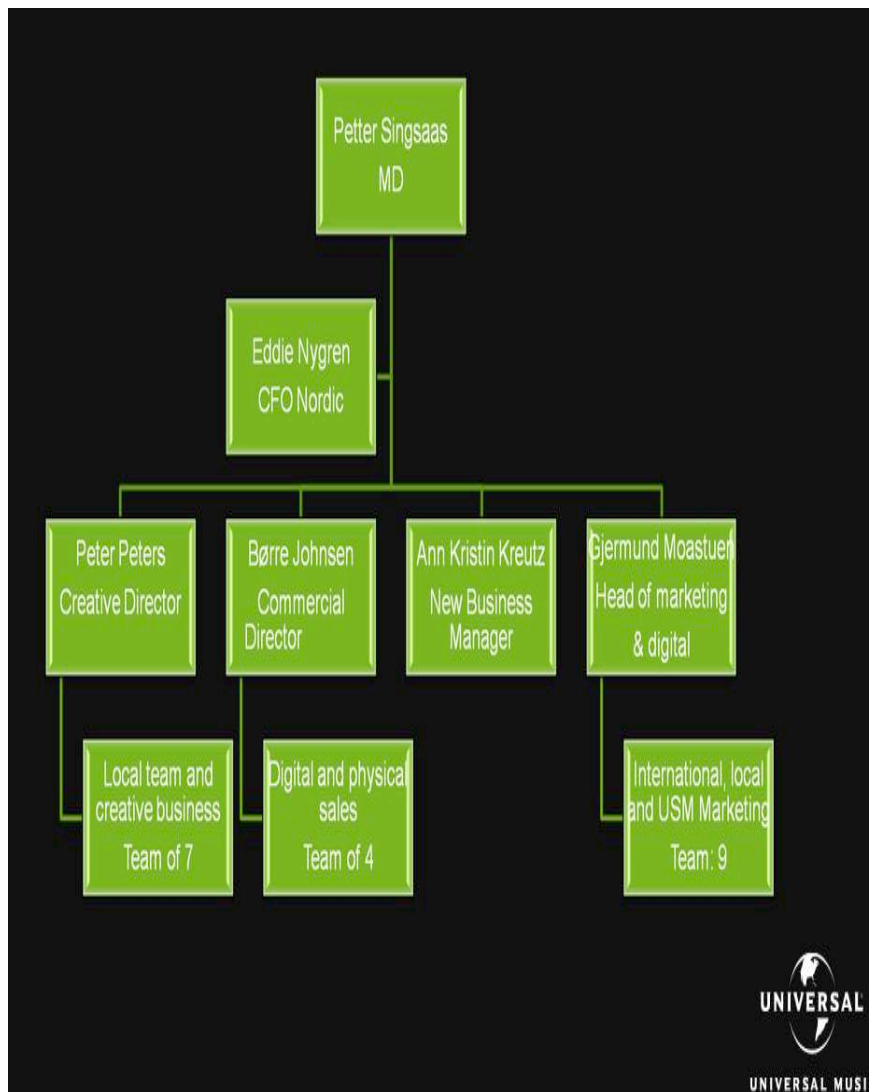 Petter Singsaas
MD
Eddie Nygren
CFO Nordic
Peter Peters
Creative Director
Børre Johnsen
Commercial
Director
Ann Kristin Kreutz
New Business
Manager
Gjermund Moastuen
Head of marketing
& digital
Local team and
creative business
Team of 7
Digital and physical
sales
Team of 4
International, local
and USM Marketing
Team: 9
UNIVERSAL
UNIVERSAL MUSI